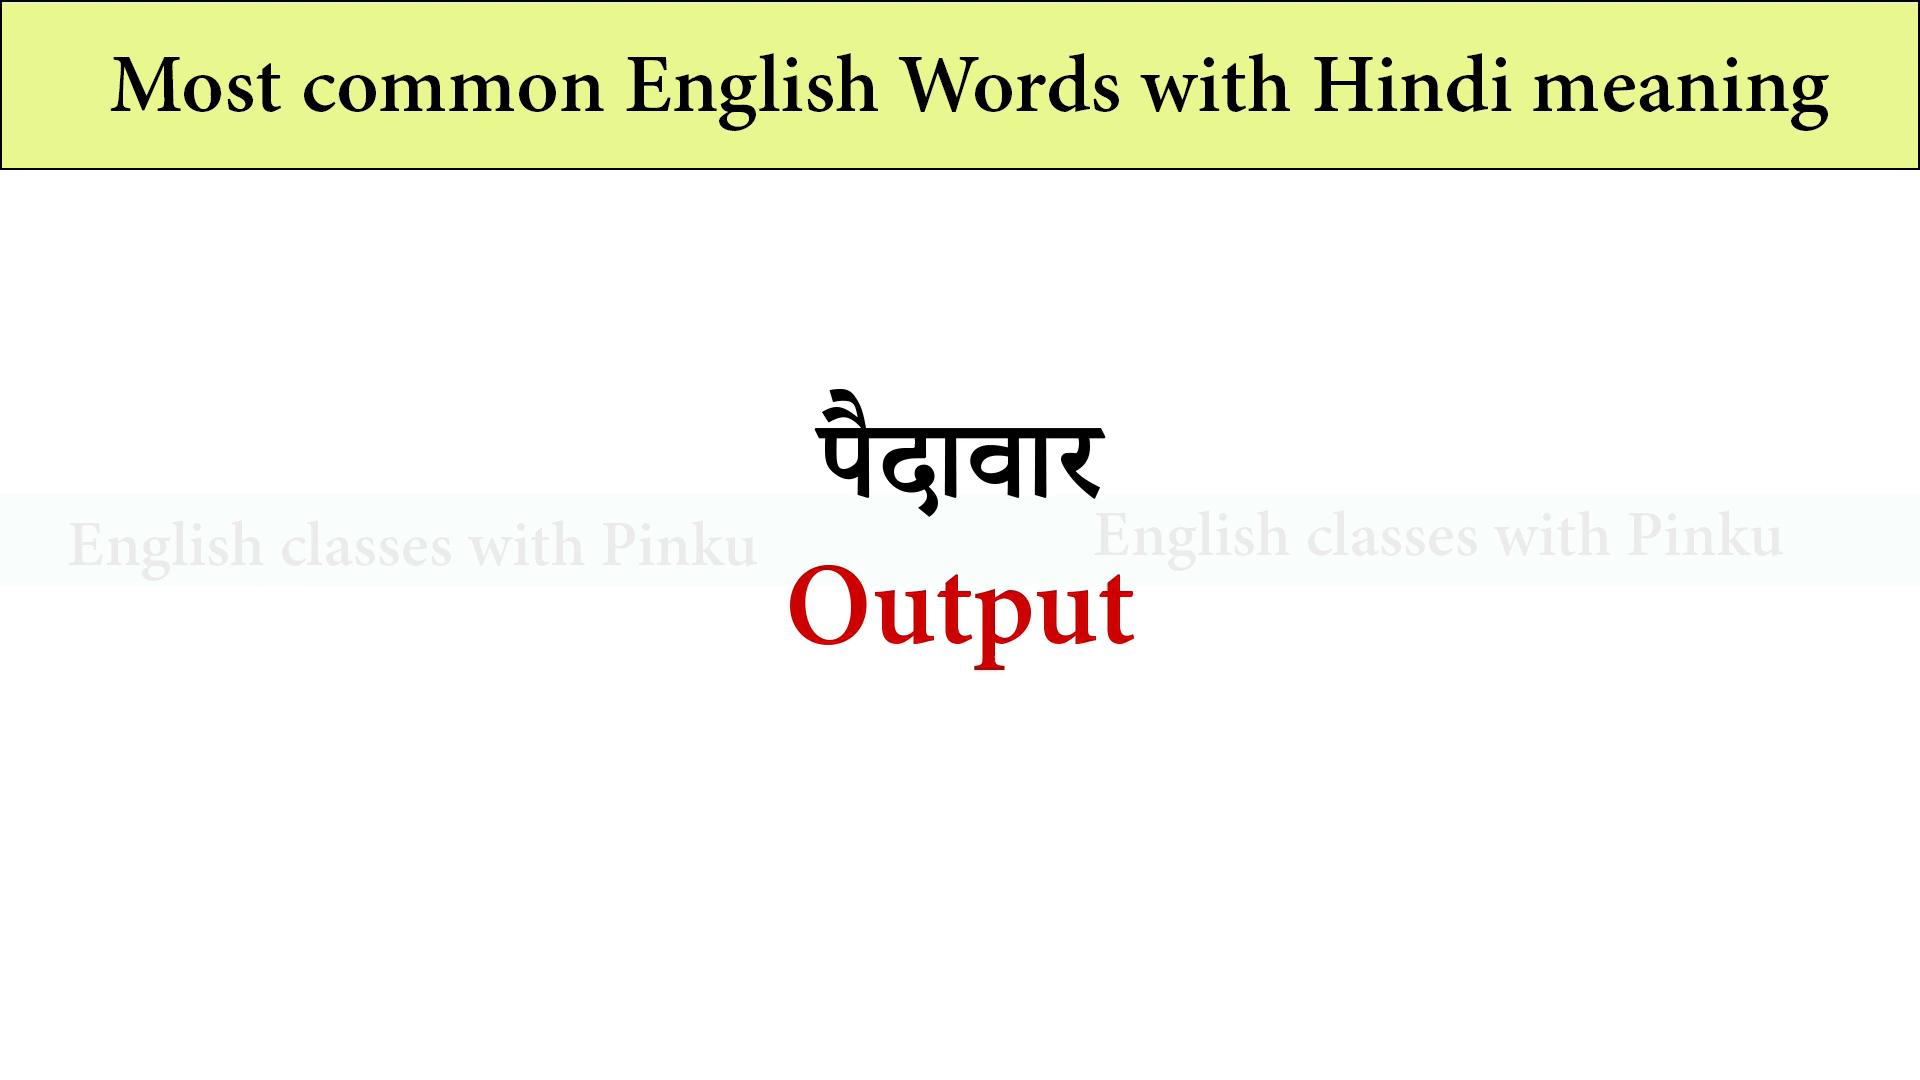 Most common English Words with Hindi meaning
पैदावार
English classes with Pinku
English classes with Pinku
Output